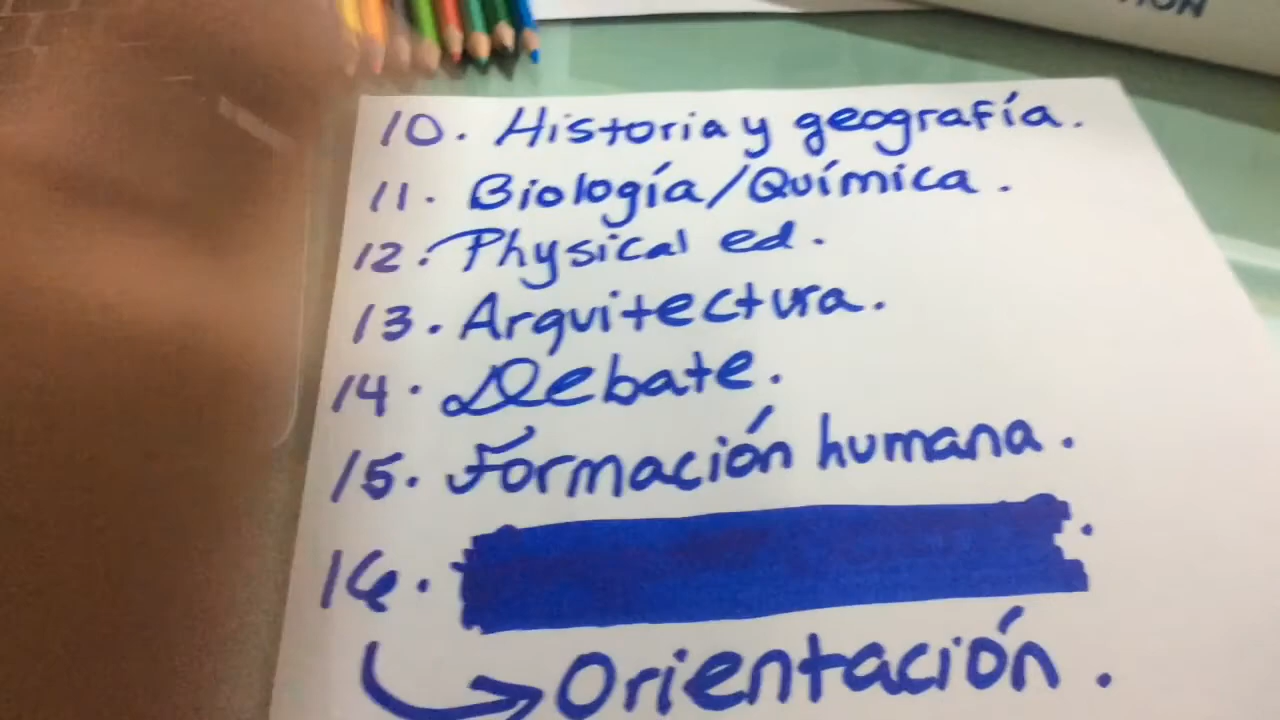 10. Historia y geografía.
11. Biología/Química.
12. Physical ed.
13. Arquitectura.
14. Debate.
15. Formación humana.
16.
Orientación.